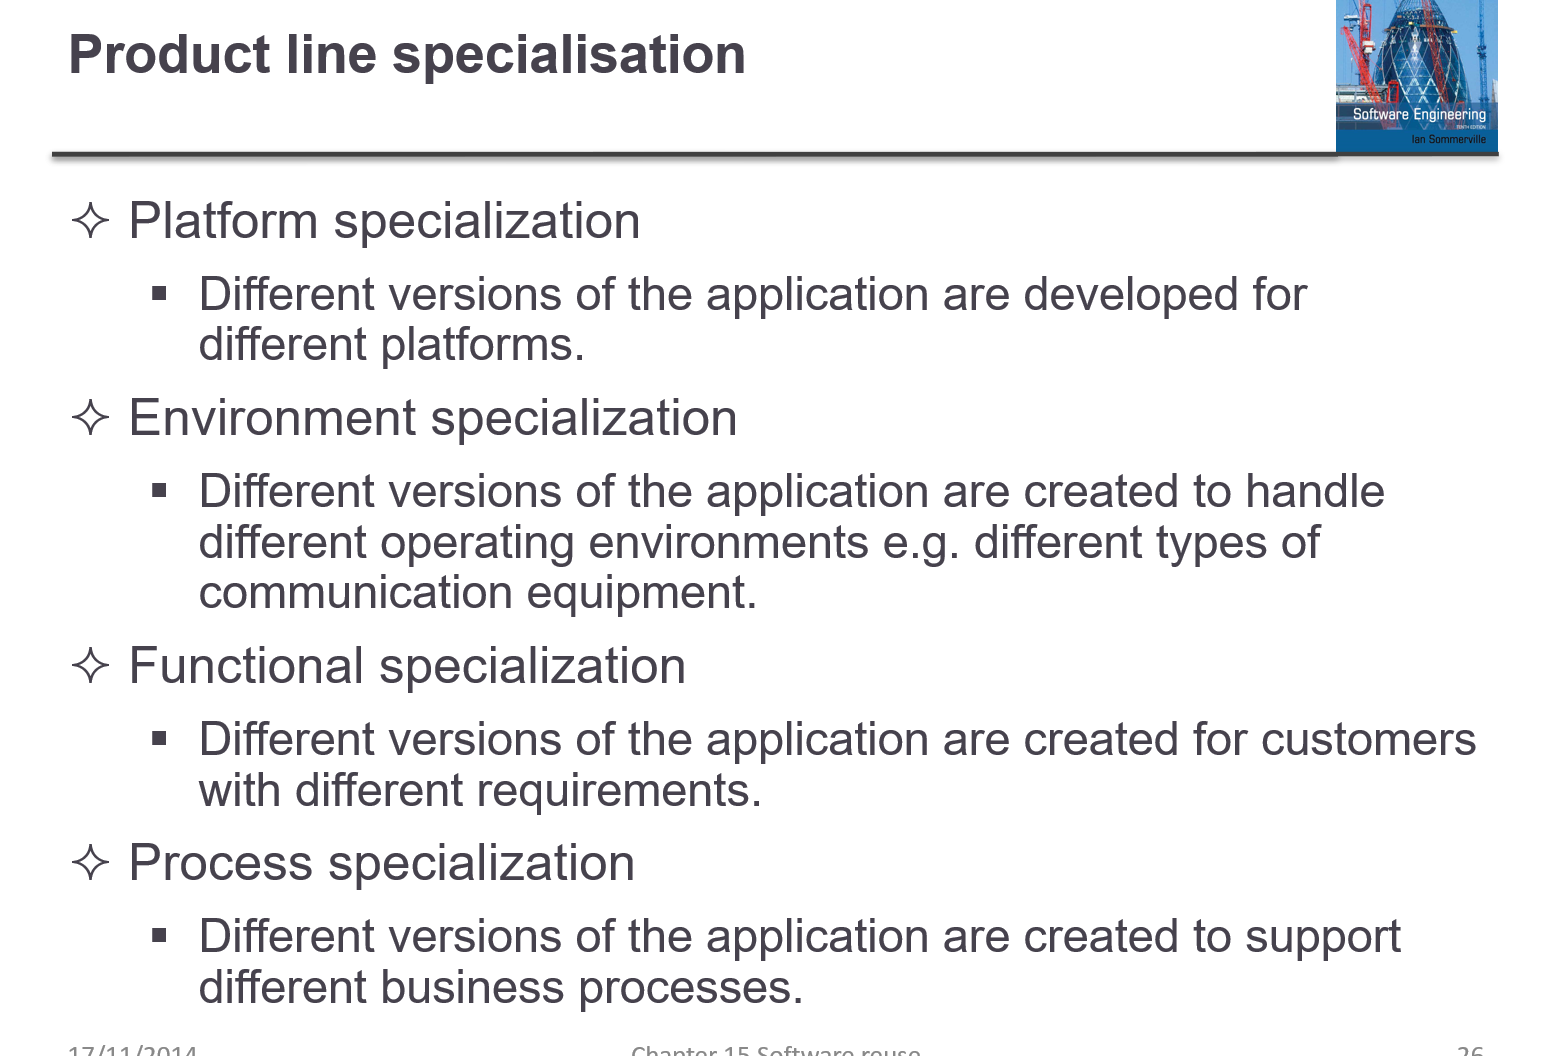 Product line specialisation
Software Engineering
TENTH EDITION
Ian Sommerville
Platform specialization
Different versions of the application are developed for
different platforms.
Environment specialization
Different versions of the application are created to handle
different operating environments e.g. different types of
communication equipment.
Functional specialization
Different versions of the application are created for customers
with different requirements.
Process specialization
Different versions of the application are created to support
different business processes.
17/11/2014
Chapter 15 Software reuse
26